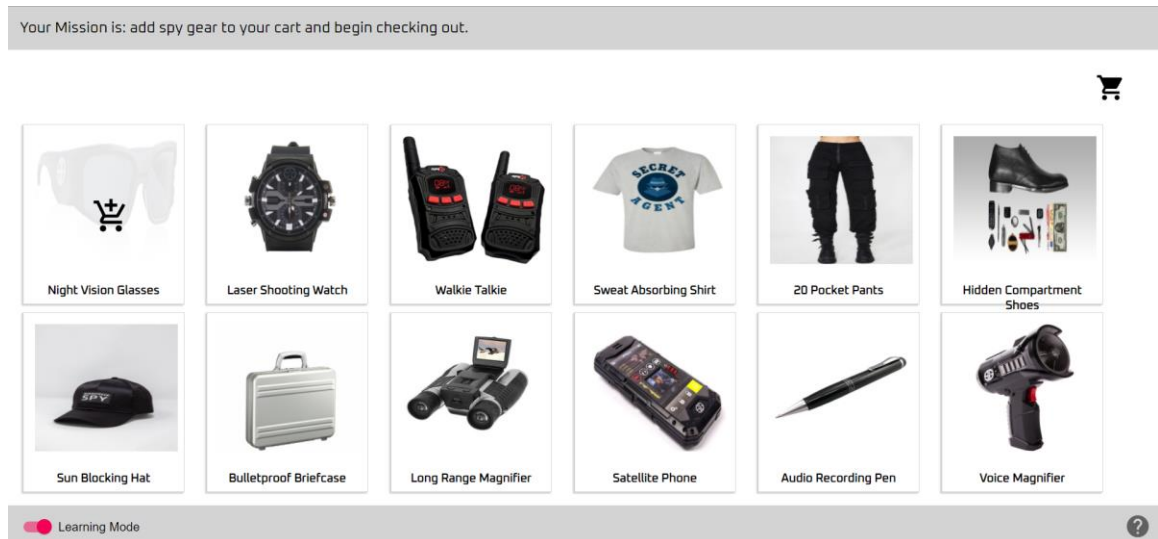 Your Mission is: add spy gear to your cart and begin checking out.
SECRET
AGENT
Night Vision Glasses
Laser Shooting Watch
Walkie Talkie
Sweat Absorbing Shirt
20 Pocket Pants
Hidden Compartment
Shoes
SPY
Sun Blocking Hat
Bulletproof Briefcase
Long Range Magnifier
Satellite Phone
Audio Recording Pen
Voice Magnifier
Learning Mode
?